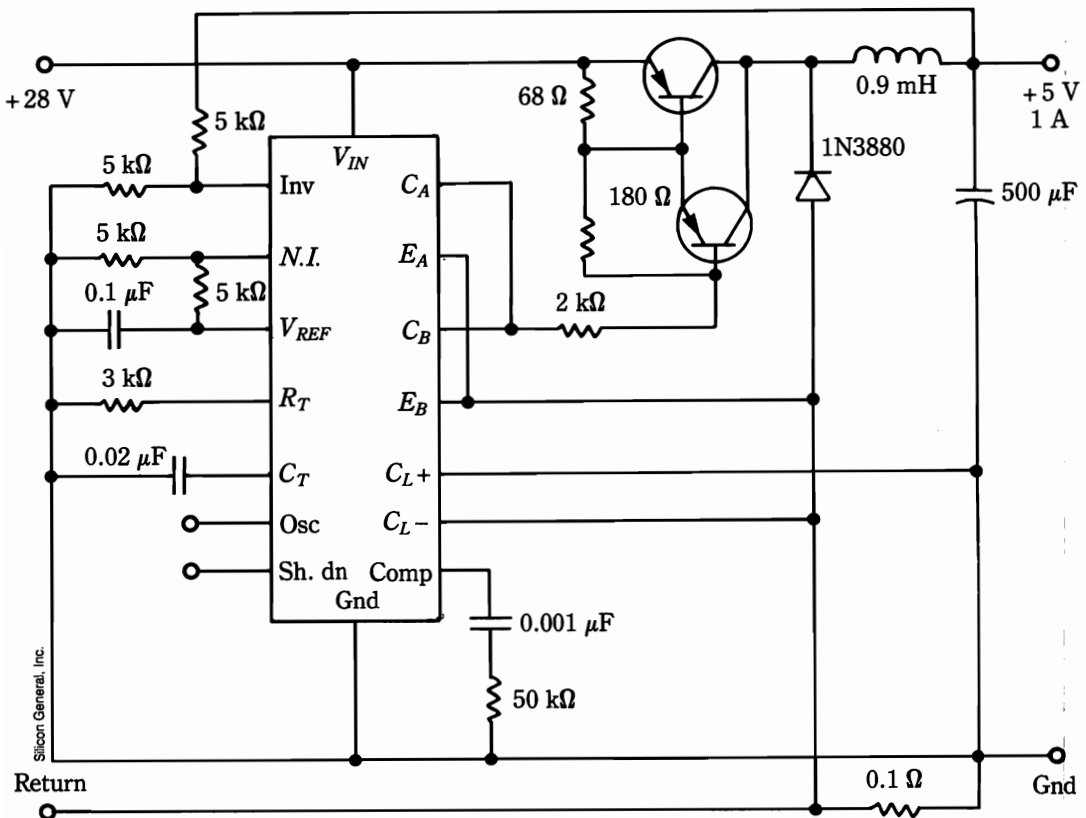 +28 V
5 kΩ
68 Ω
0.9 mH
+5 V
1 A
1N3880
V_IN
5 kΩ
Inv
C_A
180 Ω
500 μF
5 kΩ
N.I.
E_A
0.1 μF
5 kΩ
V_REF
C_B
2 kΩ
3 kΩ
R_T
E_B
0.02 μF
C_T
C_L+
Osc
C_L−
Sh. dn
Comp
Gnd
0.001 μF
50 kΩ
Silicon General, Inc.
Return
0.1 Ω
Gnd